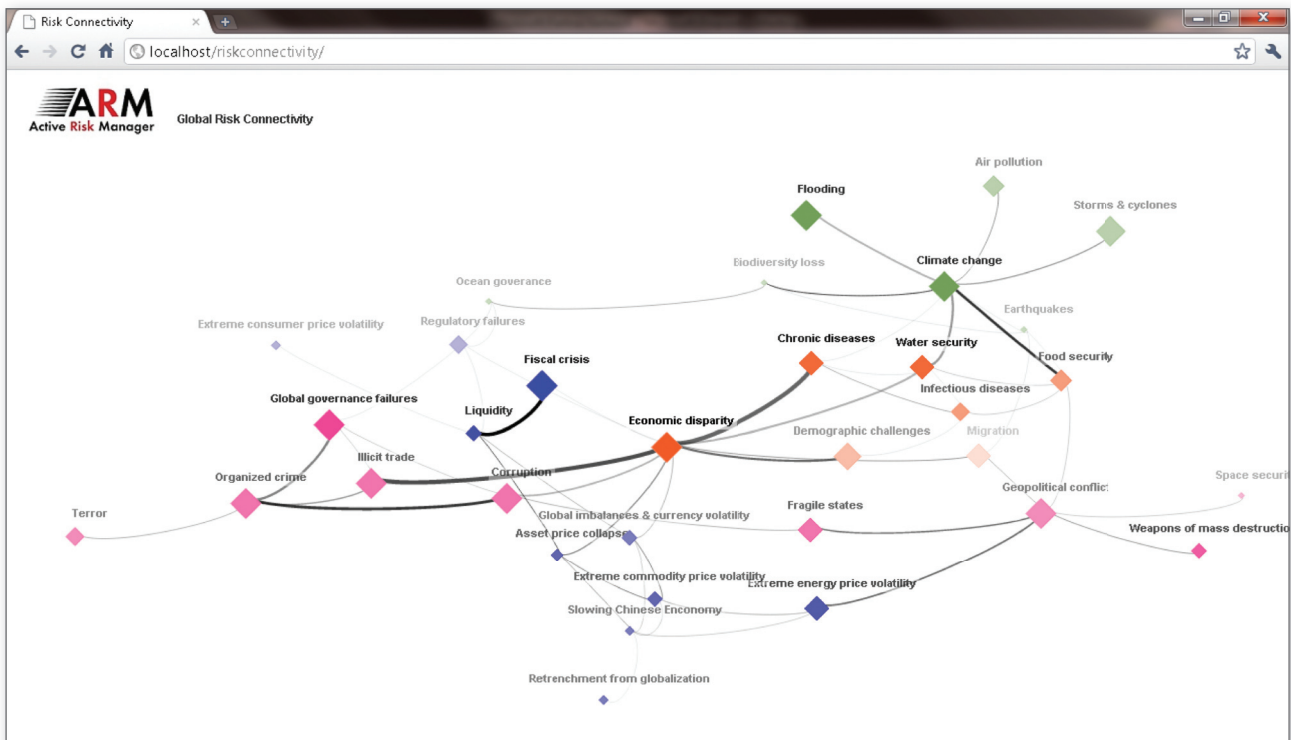 Risk Connectivity
localhost/riskconnectivity/
ARM
Active Risk Manager
Global Risk Connectivity
Air pollution
Flooding
Storms & cyclones
Climate change
Biodiversity loss
Ocean goverance
Earthquakes
Extreme consumer price volatility
Regulatory failures
Chronic diseases
Water security
Food security
Fiscal crisis
Infectious diseases
Global governance failures
Liquidity
Economic disparity
Demographic challenges
Migration
Illicit trade
Corruption
Organized crime
Space securit
Geopolitical conflict
Terror
Global imbalances & currency volatility
Fragile states
Asset price collapse
Weapons of mass destructio
Extreme commodity price volatility
Extreme energy price volatility
Slowing Chinese Enconomy
Retrenchment from globalization